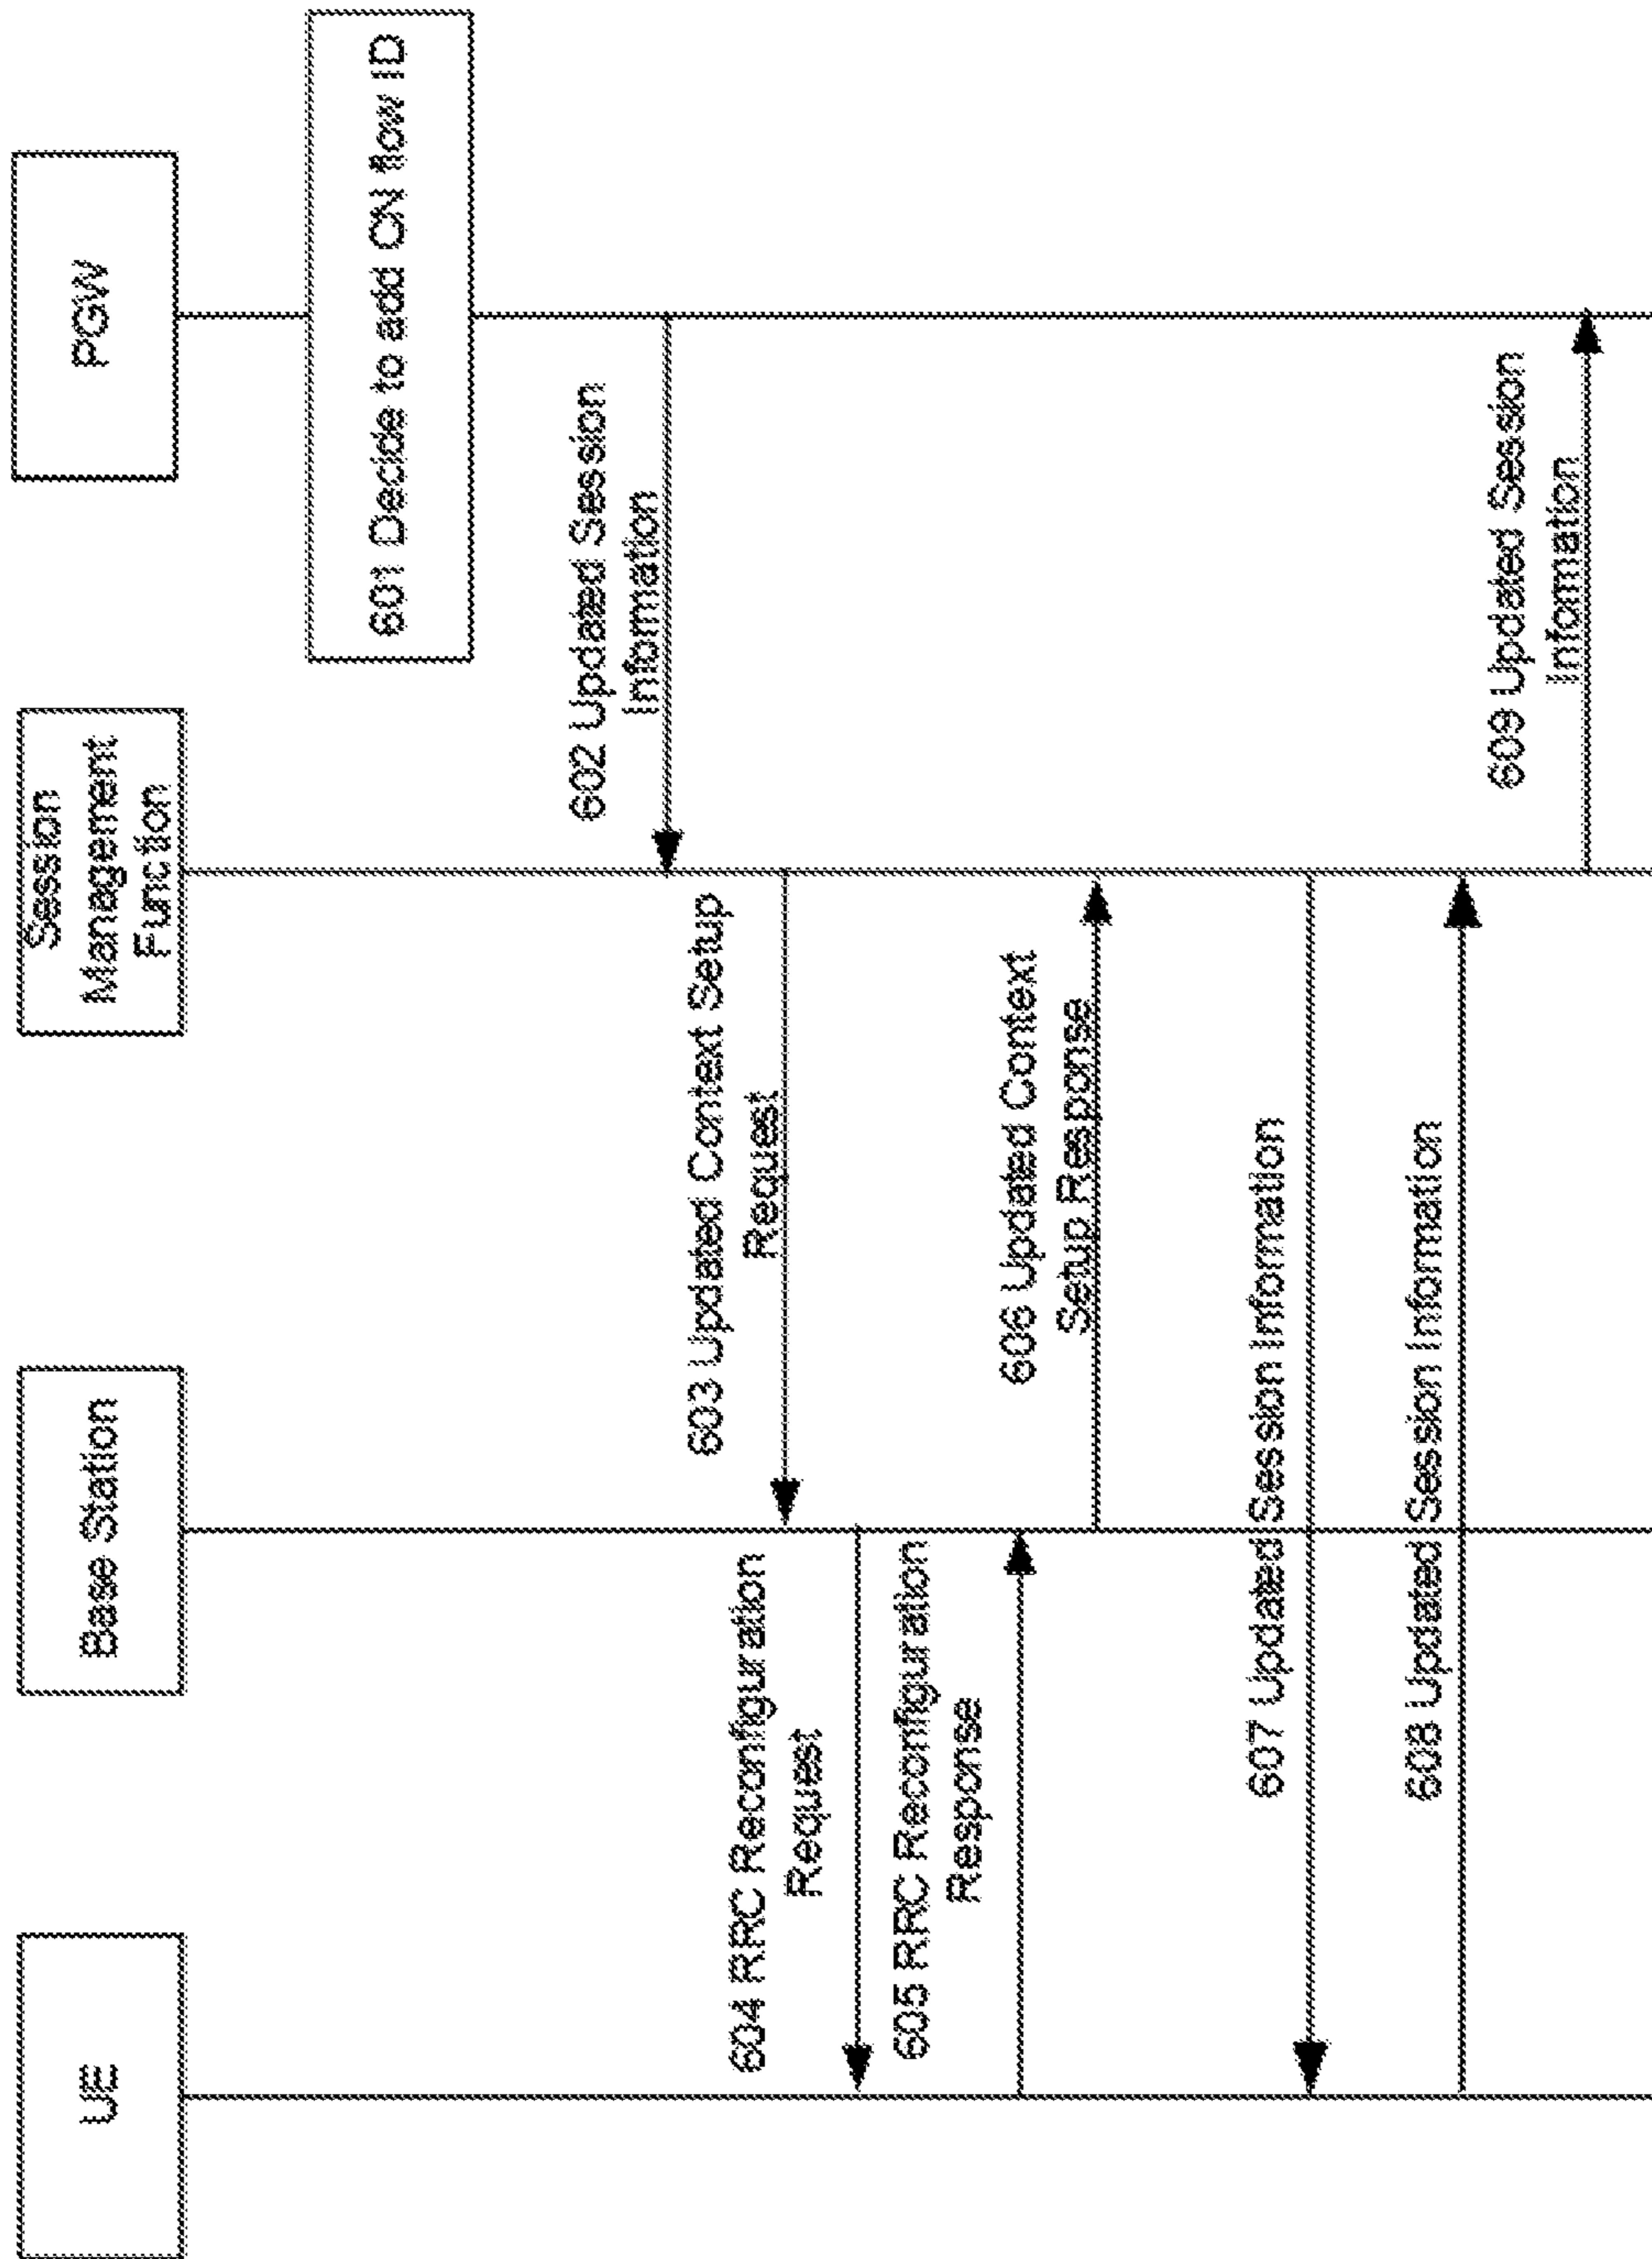 UE
Base Station
Session
Management
Function
PGW
601 Decide to add CN flow ID
602 Updated Session
Information
603 Updated Context Setup
Request
604 RRC Reconfiguration
Request
605 RRC Reconfiguration
Response
606 Updated Context
Setup Response
607 Updated Session Information
608 Updated Session Information
609 Updated Session
Information